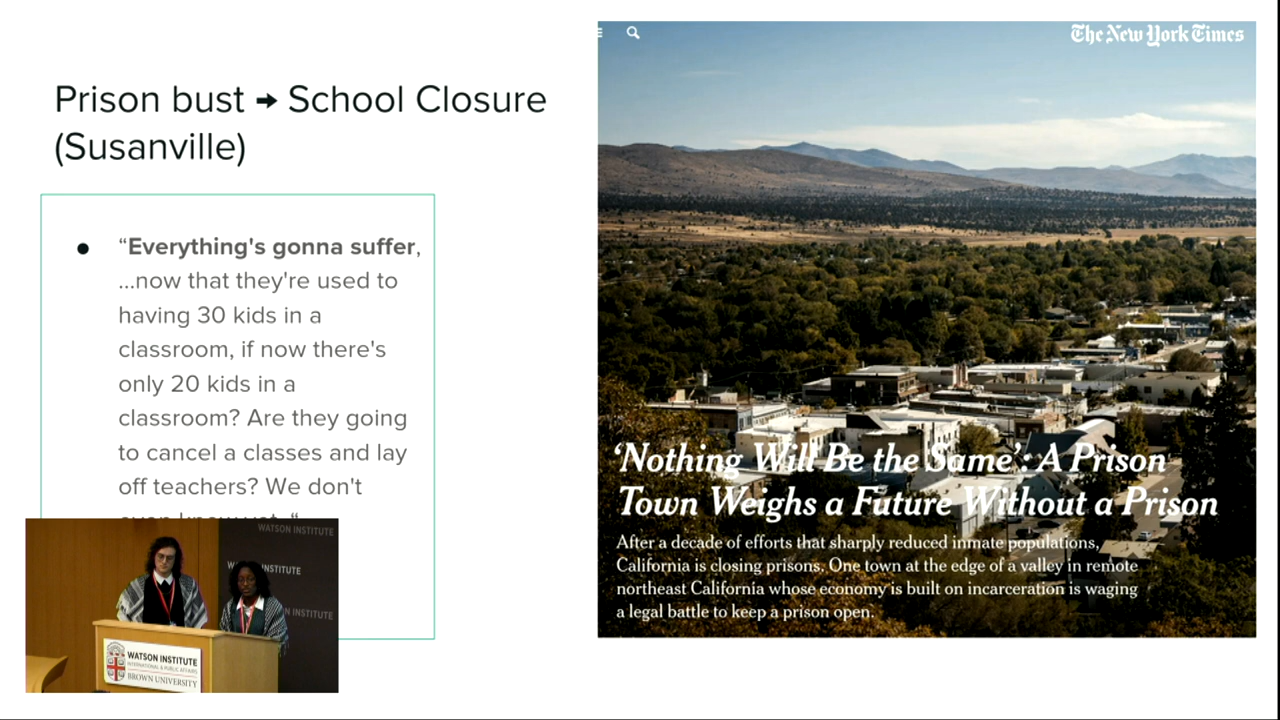 Prison bust → School Closure
(Susanville)
● “Everything's gonna suffer,
...now that they're used to
having 30 kids in a
classroom, if now there's
only 20 kids in a
classroom? Are they going
to cancel a classes and lay
off teachers? We don't
even know yet. “
The New York Times
‘Nothing Will Be the Same’: A Prison
Town Weighs a Future Without a Prison
After a decade of efforts that sharply reduced inmate populations,
California is closing prisons. One town at the edge of a valley in remote
northeast California whose economy is built on incarceration is waging
a legal battle to keep a prison open.
WATSON INSTITUTE
WATSON INSTITUTE
WATSON INSTITUTE
WATSON INSTITUTE
INTERNATIONAL & PUBLIC AFFAIRS
BROWN UNIVERSITY